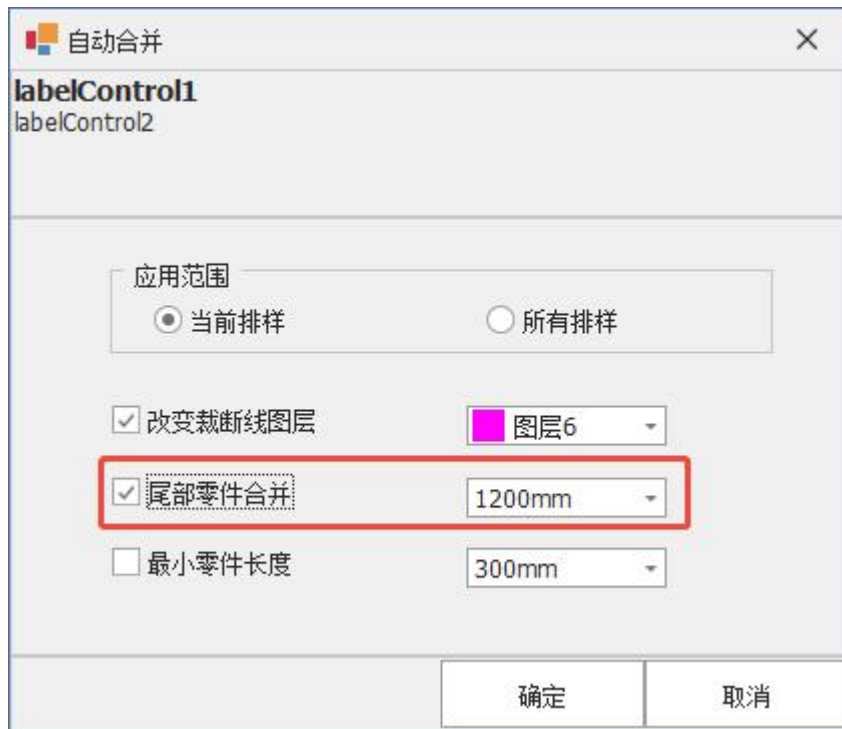 自动合并
labelControl1
labelControl2
应用范围
当前排样 所有排样
改变裁断线图层 图层6
尾部零件合并 1200mm
最小零件长度 300mm
确定 取消